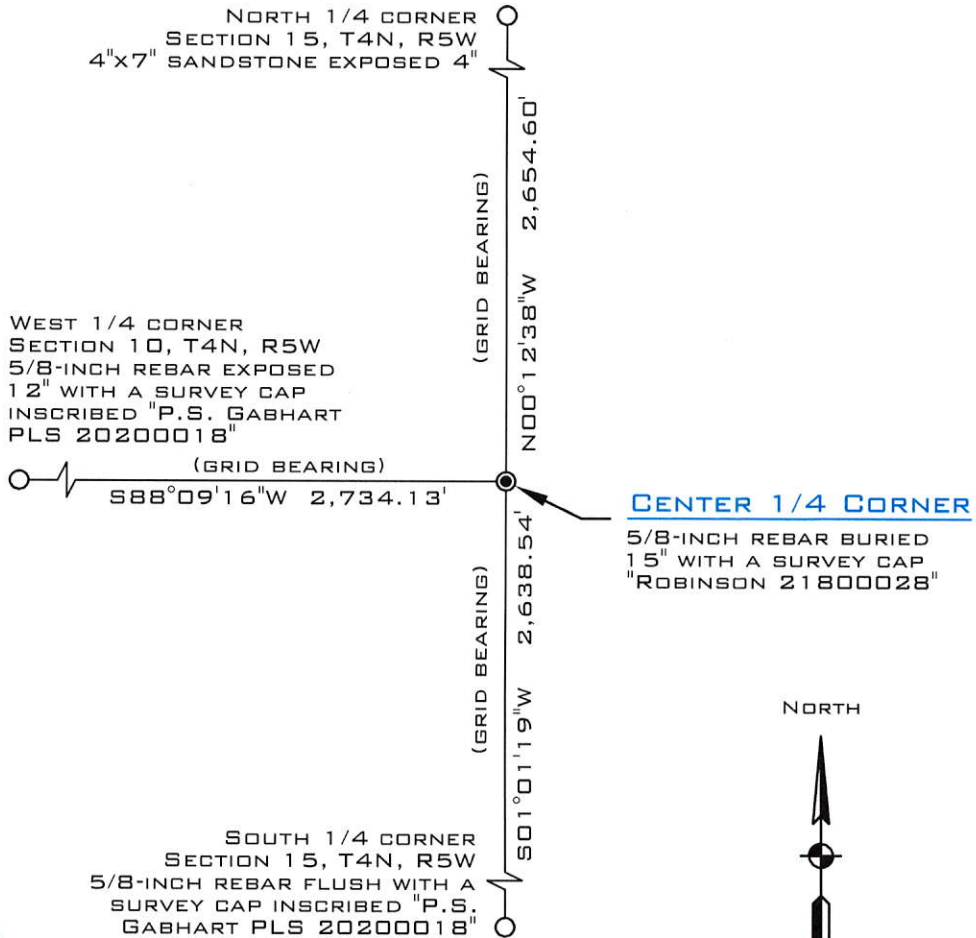 North 1/4 corner
Section 15, T4N, R5W
4"x7" sandstone exposed 4"
(Grid Bearing)
N00°12'38"W 2,654.60'
West 1/4 corner
Section 10, T4N, R5W
5/8-inch rebar exposed
12" with a survey cap
inscribed "P.S. Gabhart
PLS 20200018"
(Grid Bearing)
S88°09'16"W 2,734.13'
Center 1/4 Corner
5/8-inch rebar buried
15" with a survey cap
"Robinson 21800028"
(Grid Bearing)
S01°01'19"W 2,638.54'
North
South 1/4 corner
Section 15, T4N, R5W
5/8-inch rebar flush with a
survey cap inscribed "P.S.
Gabhart PLS 20200018"